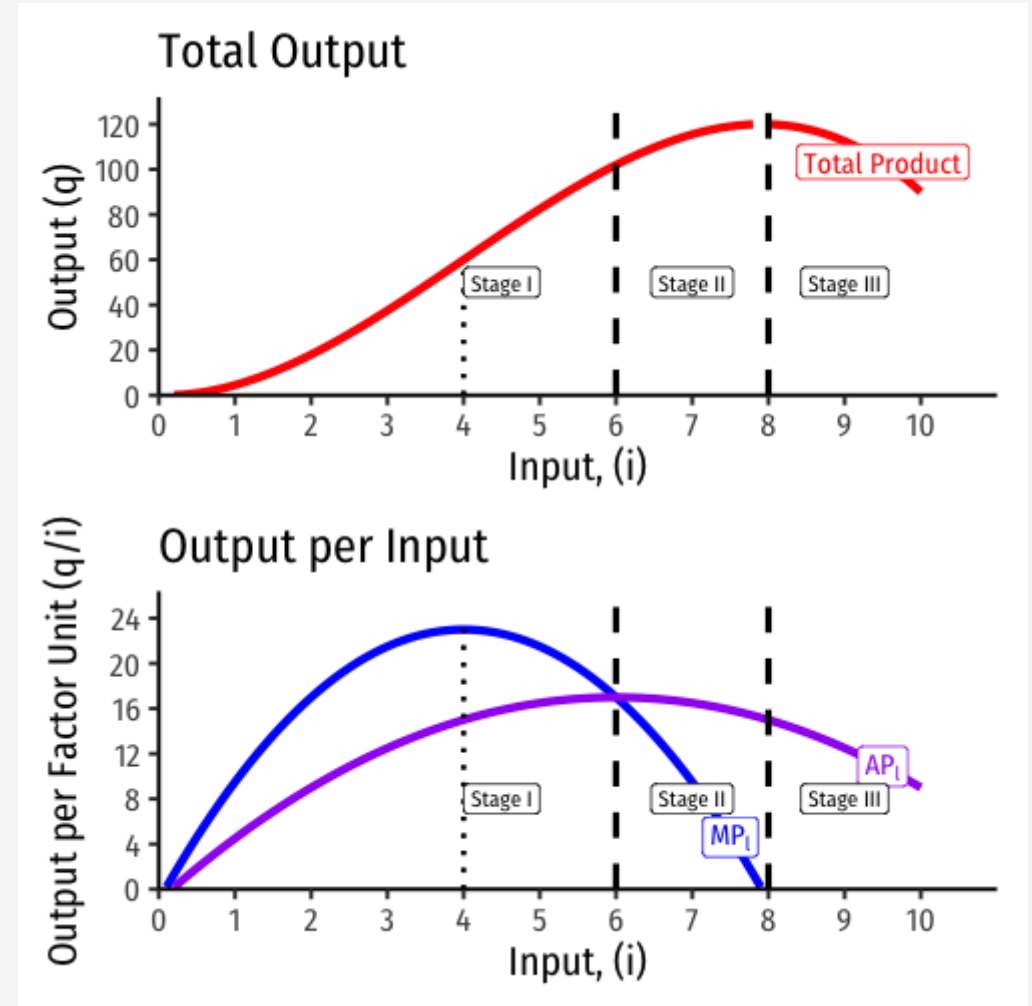 Total Output
Output (q)
120
100
80
60
40
20
0
Total Product
Stage I
Stage II
Stage III
0 1 2 3 4 5 6 7 8 9 10
Input, (i)
Output per Input
Output per Factor Unit (q/i)
24
20
16
12
8
4
0
APl
Stage I
Stage II
Stage III
MPl
0 1 2 3 4 5 6 7 8 9 10
Input, (i)